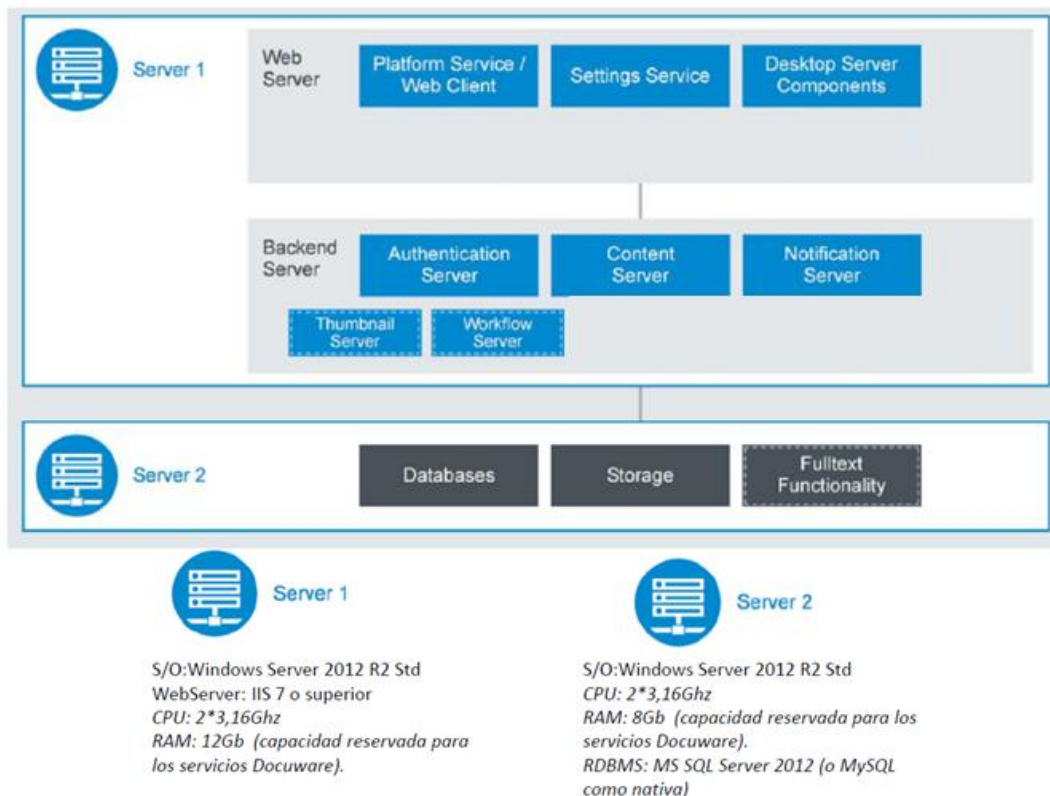 Server 1
Web
Server
Platform Service /
Web Client
Settings Service
Desktop Server
Components
Backend
Server
Authentication
Server
Content
Server
Notification
Server
Thumbnail
Server
Workflow
Server
Server 2
Databases
Storage
Fulltext
Functionality
Server 1
S/O:Windows Server 2012 R2 Std
WebServer: IIS 7 o superior
CPU: 2*3,16Ghz
RAM: 12Gb (capacidad reservada para
los servicios Docuware).
Server 2
S/O:Windows Server 2012 R2 Std
CPU: 2*3,16Ghz
RAM: 8Gb (capacidad reservada para los
servicios Docuware).
RDBMS: MS SQL Server 2012 (o MySQL
como nativa)